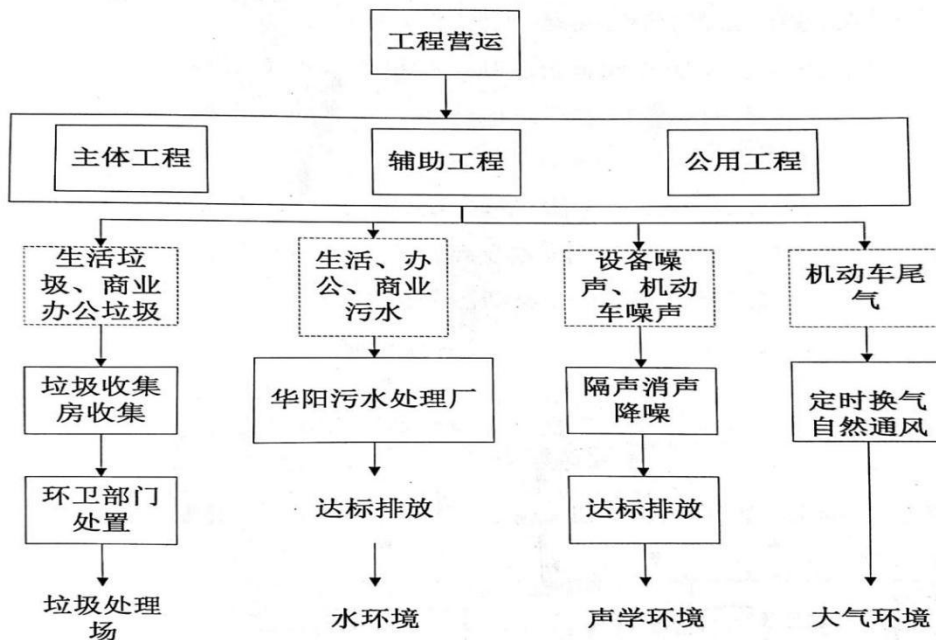 工程营运
主体工程
辅助工程
公用工程
生活垃
圾、商业
办公垃圾
生活、办
公、商业
污水
设备噪
声、机动
车噪声
机动车尾
气
垃圾收集
房收集
华阳污水处理厂
隔声消声
降噪
定时换气
自然通风
环卫部门
处置
达标排放
达标排放
垃圾处理
场
水环境
声学环境
大气环境